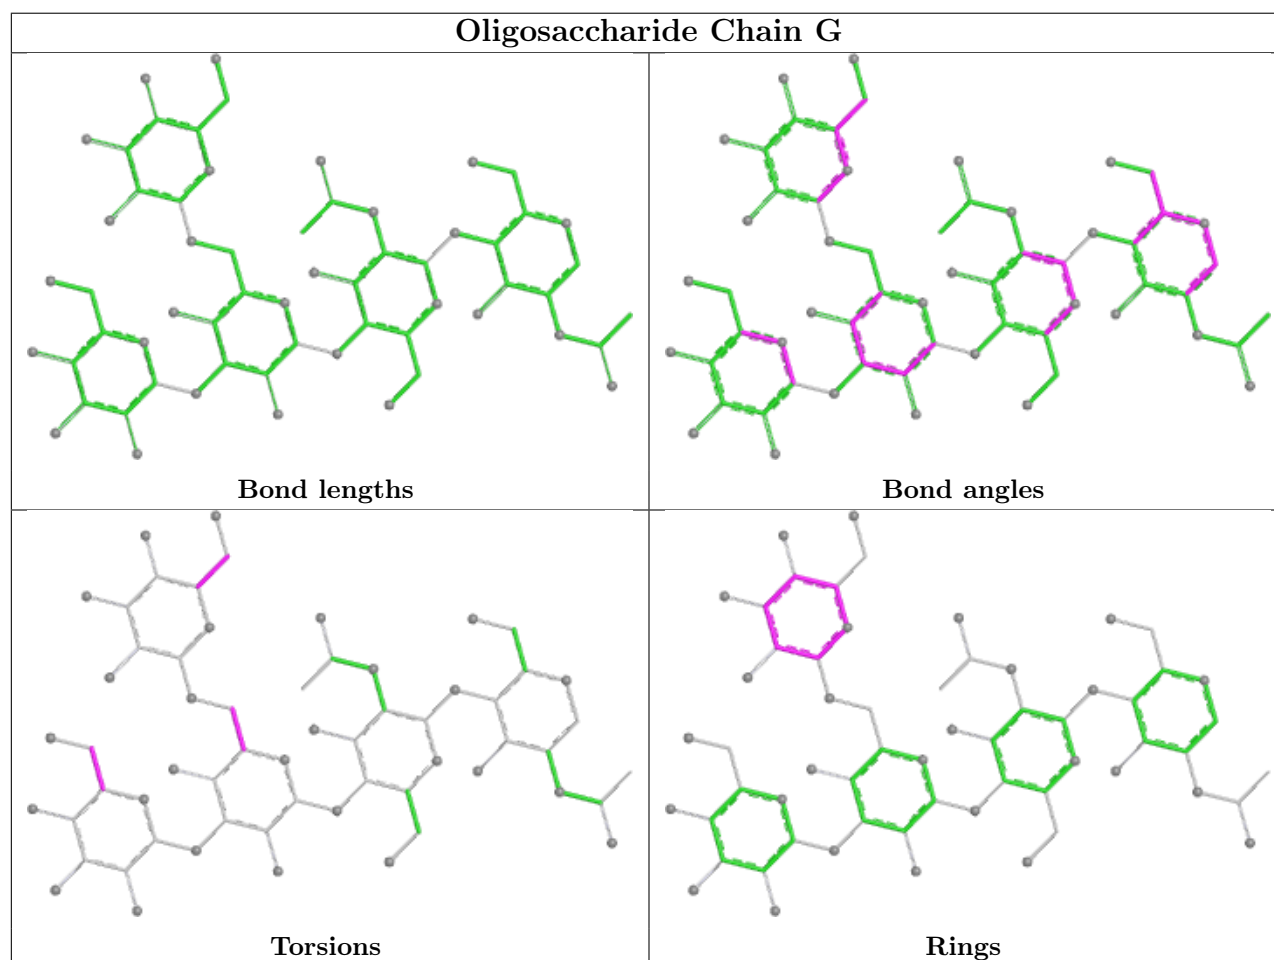 Oligosaccharide Chain G
Bond lengths
Bond angles
Torsions
Rings